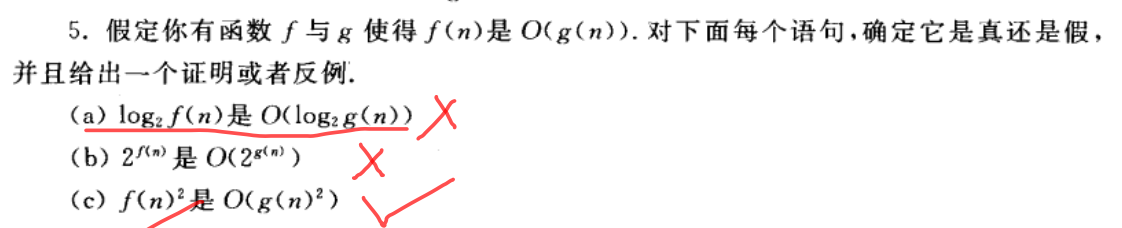 5. 假定你有函数 f 与 g 使得 f(n)是 O(g(n)). 对下面每个语句,确定它是真还是假,
并且给出一个证明或者反例.
(a) log₂ f(n)是 O(log₂ g(n))
(b) 2^{f(n)} 是 O(2^{g(n)})
(c) f(n)² 是 O(g(n)²)